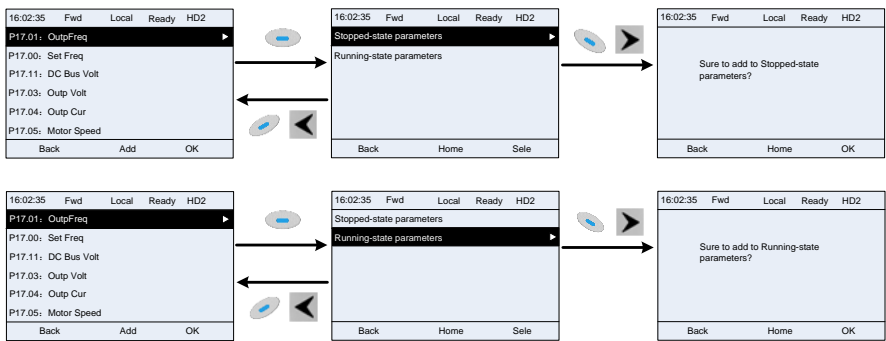 16:02:35 Fwd Local Ready HD2
P17.01: OutpFreq
P17.00: Set Freq
P17.11: DC Bus Volt
P17.03: Outp Volt
P17.04: Outp Cur
P17.05: Motor Speed
Back Add OK
16:02:35 Fwd Local Ready HD2
Stopped-state parameters
Running-state parameters
Back Home Sele
16:02:35 Fwd Local Ready HD2
Sure to add to Stopped-state
parameters?
Back Home OK
16:02:35 Fwd Local Ready HD2
P17.01: OutpFreq
P17.00: Set Freq
P17.11: DC Bus Volt
P17.03: Outp Volt
P17.04: Outp Cur
P17.05: Motor Speed
Back Add OK
16:02:35 Fwd Local Ready HD2
Stopped-state parameters
Running-state parameters
Back Home Sele
16:02:35 Fwd Local Ready HD2
Sure to add to Running-state
parameters?
Back Home OK